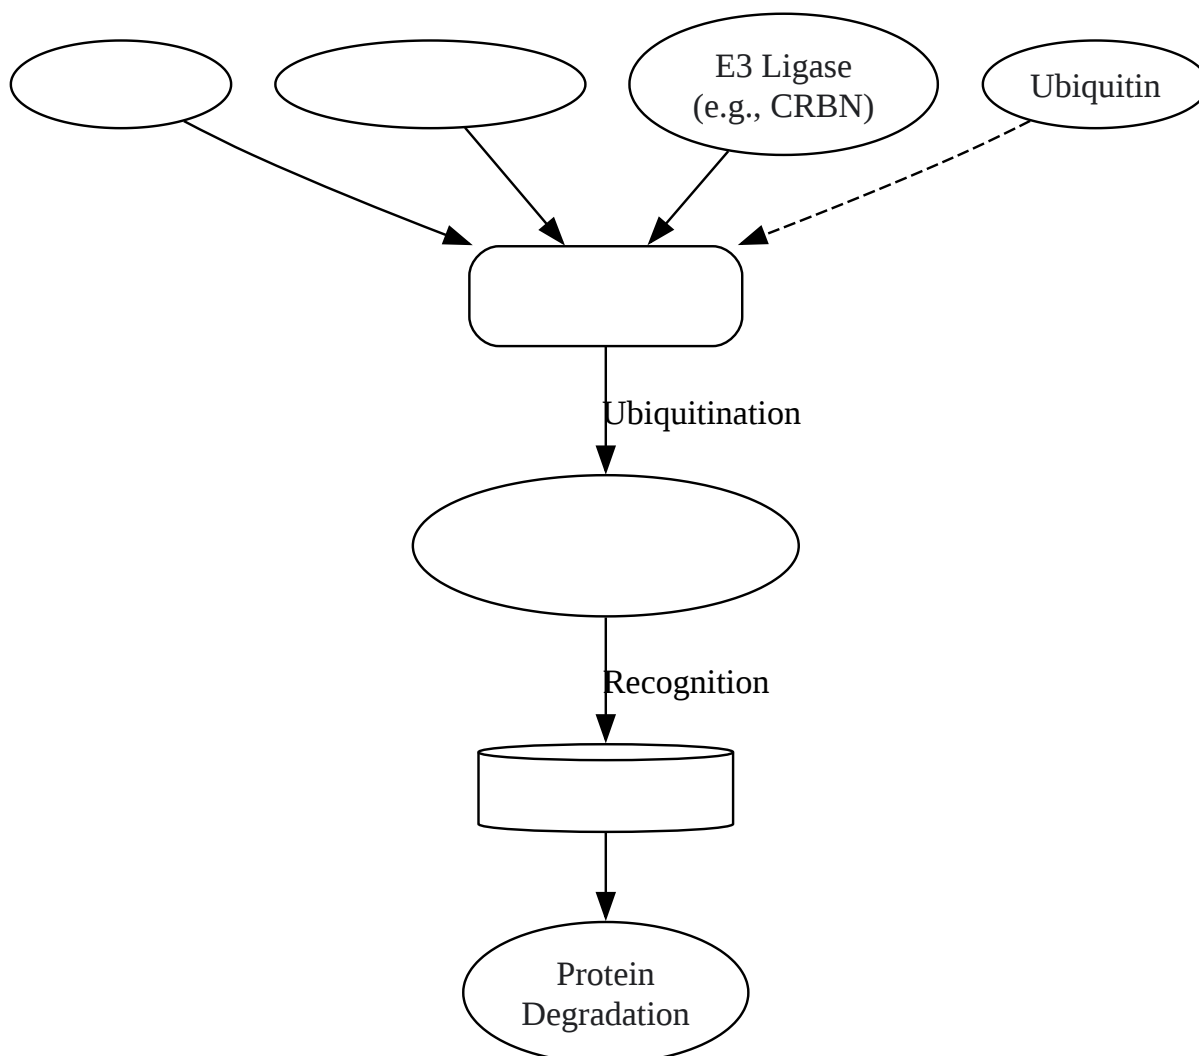 E3 Ligase
(e.g., CRBN)
Ubiquitin
Ubiquitination
Recognition
Protein
Degradation